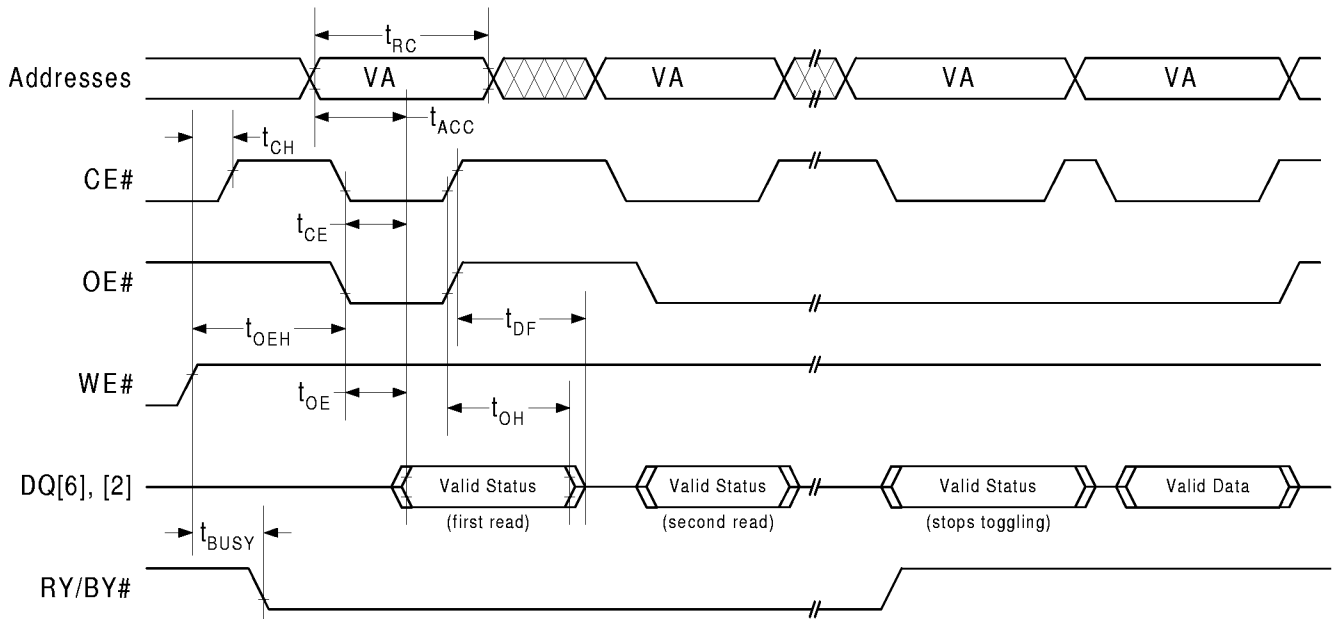 t_RC
Addresses VA VA VA VA
t_ACC
t_CH
CE#
t_CE
OE#
t_OEH t_DF
WE#
t_OE t_OH
DQ[6], [2] Valid Status Valid Status Valid Status Valid Data
(first read) (second read) (stops toggling)
t_BUSY
RY/BY#